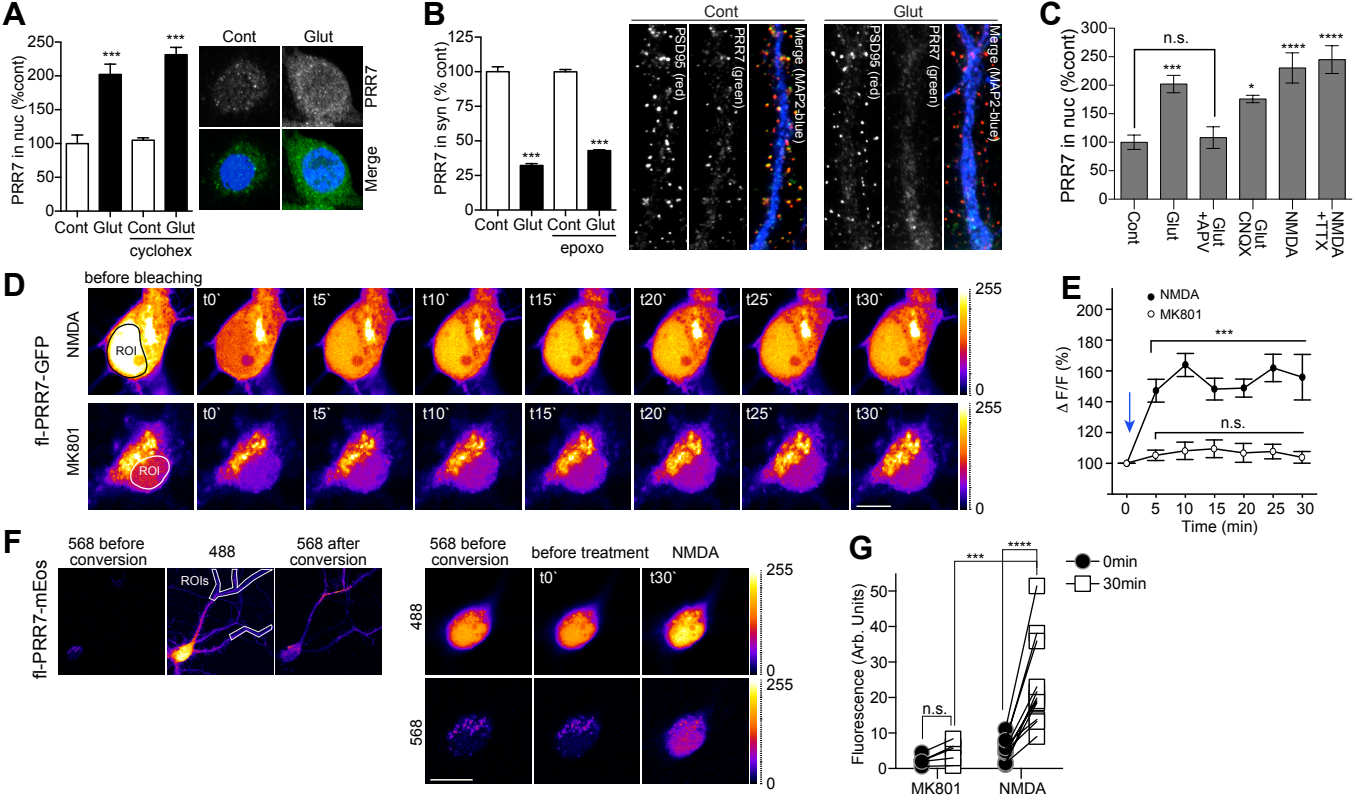 A
PRR7 in nuc (%cont)
250
200
150
100
50
0
***
***
Cont
Glut
Cont
Glut
cyclohex
Cont
Glut
PRR7
Merge
B
PRR7 in syn (% cont)
125
100
75
50
25
0
***
***
Cont
Glut
Cont
Glut
epoxo
Cont
PSD95 (red)
PRR7 (green)
Merge (MAP2-blue)
Glut
PSD95 (red)
PRR7 (green)
Merge (MAP2-blue)
C
PRR7 in nuc (%cont)
300
250
200
150
100
50
0
n.s.
***
*
****
****
Cont
Glut
Glut
+APV
Glut
CNQX
NMDA
NMDA
+TTX
D
fl-PRR7-GFP
before bleaching
NMDA
ROI
t0`
t5`
t10`
t15`
t20`
t25`
t30`
255
0
MK801
ROI
t0`
t5`
t10`
t15`
t20`
t25`
t30`
255
0
E
NMDA
MK801
Δ F/F (%)
200
180
160
140
120
100
***
n.s.
0
5
10
15
20
25
30
Time (min)
F
fl-PRR7-mEos
568 before
conversion
488
568 after
conversion
ROIs
568 before
conversion
before treatment
NMDA
488
t0`
t30`
255
0
568
255
0
G
Fluorescence (Arb. Units)
60
50
40
30
20
10
0
n.s.
***
****
MK801
NMDA
0min
30min